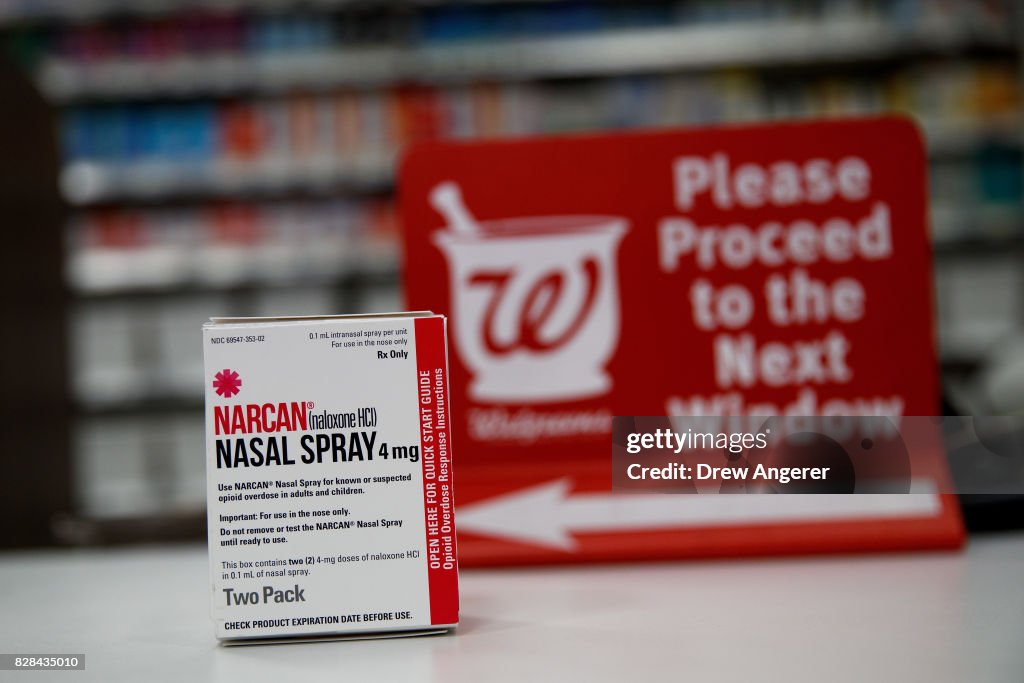 NDC 69547-353-02
0.1 mL intranasal spray per unit
For use in the nose only
Rx Only
NARCAN® (naloxone HCl)
NASAL SPRAY 4 mg
Use NARCAN® Nasal Spray for known or suspected
opioid overdose in adults and children.
Important: For use in the nose only.
Do not remove or test the NARCAN® Nasal Spray
until ready to use.
This box contains two (2) 4-mg doses of naloxone HCl
in 0.1 mL of nasal spray.
Two Pack
CHECK PRODUCT EXPIRATION DATE BEFORE USE.
OPEN HERE FOR QUICK START GUIDE
Opioid Overdose Response Instructions
W
Walgreens
Please
Proceed
to the
Next
Window
gettyimages®
Drew Angerer
828435010